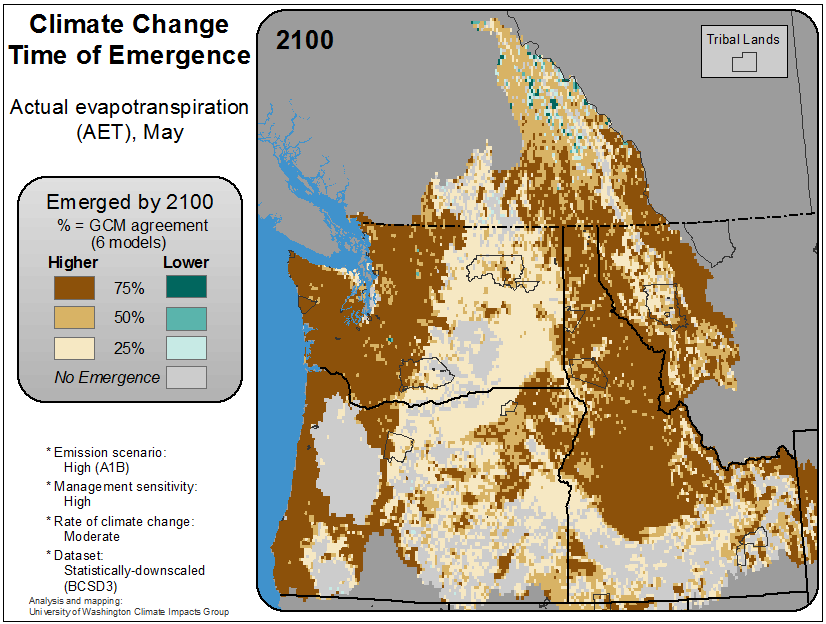 Climate Change
Time of Emergence
Actual evapotranspiration
(AET), May
Emerged by 2100
% = GCM agreement
(6 models)
Higher Lower
75%
50%
25%
No Emergence
* Emission scenario:
High (A1B)
* Management sensitivity:
High
* Rate of climate change:
Moderate
* Dataset:
Statistically-downscaled
(BCSD3)
Analysis and mapping:
University of Washington Climate Impacts Group
2100
Tribal Lands